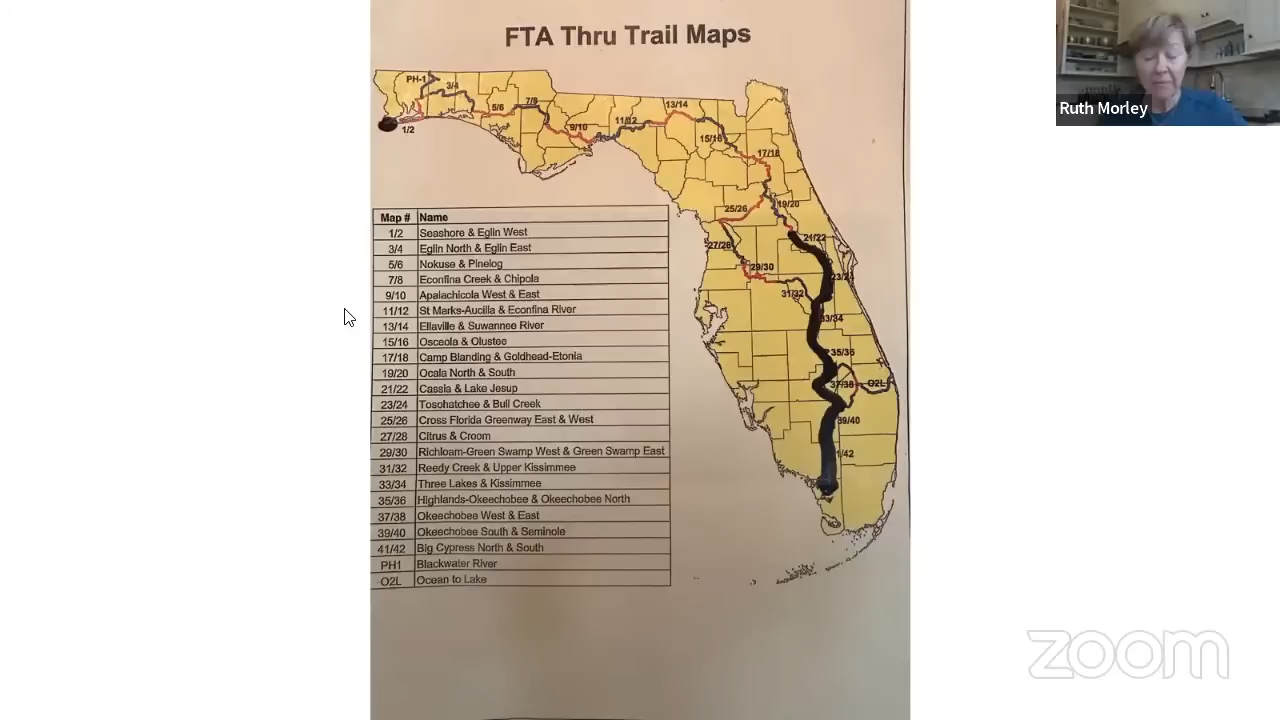 FTA Thru Trail Maps
Ruth Morley
PH-1
3/4
1/2
5/6
7/8
9/10
11/12
13/14
15/16
17/18
19/20
25/26
21/22
27/28
29/30
31/32
33/34
35/36
37/38
O2L
39/40
1/42
Map # Name
1/2 Seashore & Eglin West
3/4 Eglin North & Eglin East
5/6 Nokuse & Pinelog
7/8 Econfina Creek & Chipola
9/10 Apalachicola West & East
11/12 St Marks-Aucilla & Econfina River
13/14 Ellaville & Suwannee River
15/16 Osceola & Olustee
17/18 Camp Blanding & Goldhead-Etonia
19/20 Ocala North & South
21/22 Cassia & Lake Jesup
23/24 Tosohatchee & Bull Creek
25/26 Cross Florida Greenway East & West
27/28 Citrus & Croom
29/30 Richloam-Green Swamp West & Green Swamp East
31/32 Reedy Creek & Upper Kissimmee
33/34 Three Lakes & Kissimmee
35/36 Highlands-Okeechobee & Okeechobee North
37/38 Okeechobee West & East
39/40 Okeechobee South & Seminole
41/42 Big Cypress North & South
PH1 Blackwater River
O2L Ocean to Lake
zoom